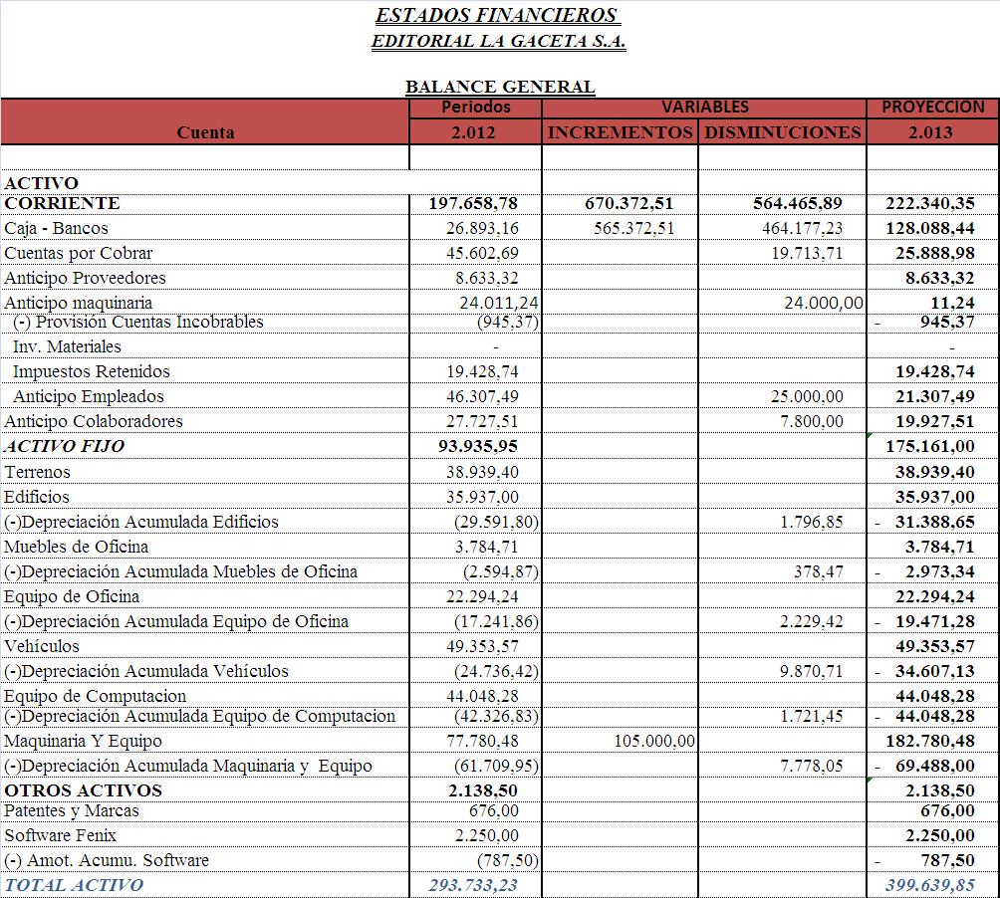 ESTADOS FINANCIEROS
EDITORIAL LA GACETA S.A.
BALANCE GENERAL
Cuenta Periodos VARIABLES PROYECCION
2.012 INCREMENTOS DISMINUCIONES 2.013
ACTIVO
CORRIENTE 197.658,78 670.372,51 564.465,89 222.340,35
Caja - Bancos 26.893,16 565.372,51 464.177,23 128.088,44
Cuentas por Cobrar 45.602,69 19.713,71 25.888,98
Anticipo Proveedores 8.633,32 8.633,32
Anticipo maquinaria 24.011,24 24.000,00 11,24
(-) Provisión Cuentas Incobrables (945,37) - 945,37
Inv. Materiales - -
Impuestos Retenidos 19.428,74 19.428,74
Anticipo Empleados 46.307,49 25.000,00 21.307,49
Anticipo Colaboradores 27.727,51 7.800,00 19.927,51
ACTIVO FIJO 93.935,95 175.161,00
Terrenos 38.939,40 38.939,40
Edificios 35.937,00 35.937,00
(-)Depreciación Acumulada Edificios (29.591,80) 1.796,85 - 31.388,65
Muebles de Oficina 3.784,71 3.784,71
(-)Depreciación Acumulada Muebles de Oficina (2.594,87) 378,47 - 2.973,34
Equipo de Oficina 22.294,24 22.294,24
(-)Depreciación Acumulada Equipo de Oficina (17.241,86) 2.229,42 - 19.471,28
Vehículos 49.353,57 49.353,57
(-)Depreciación Acumulada Vehículos (24.736,42) 9.870,71 - 34.607,13
Equipo de Computacion 44.048,28 44.048,28
(-)Depreciación Acumulada Equipo de Computacion (42.326,83) 1.721,45 - 44.048,28
Maquinaria Y Equipo 77.780,48 105.000,00 182.780,48
(-)Depreciación Acumulada Maquinaria y Equipo (61.709,95) 7.778,05 - 69.488,00
OTROS ACTIVOS 2.138,50 2.138,50
Patentes y Marcas 676,00 676,00
Software Fenix 2.250,00 2.250,00
(-) Amot. Acumu. Software (787,50) - 787,50
TOTAL ACTIVO 293.733,23 399.639,85